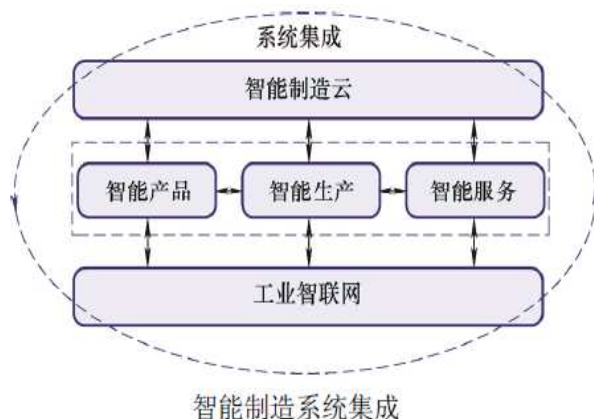 系统集成
智能制造云
智能产品
智能生产
智能服务
工业智联网
智能制造系统集成